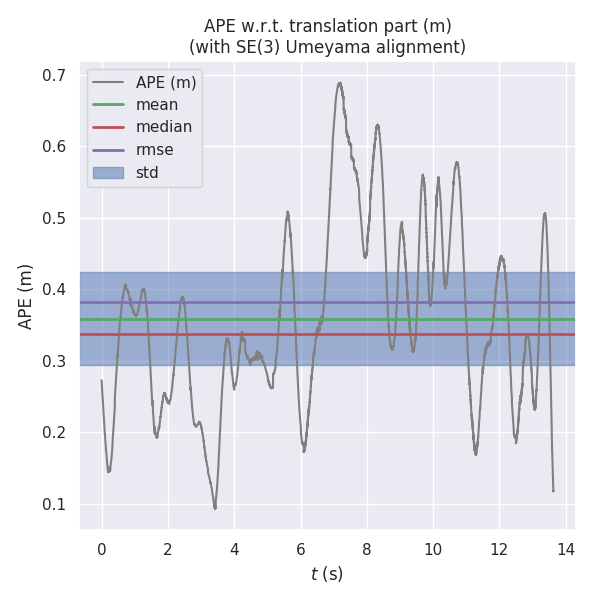 APE w.r.t. translation part (m)
(with SE(3) Umeyama alignment)
APE (m)
mean
median
rmse
std
0.7
0.6
0.5
0.4
0.3
0.2
0.1
APE (m)
0 2 4 6 8 10 12 14
t (s)